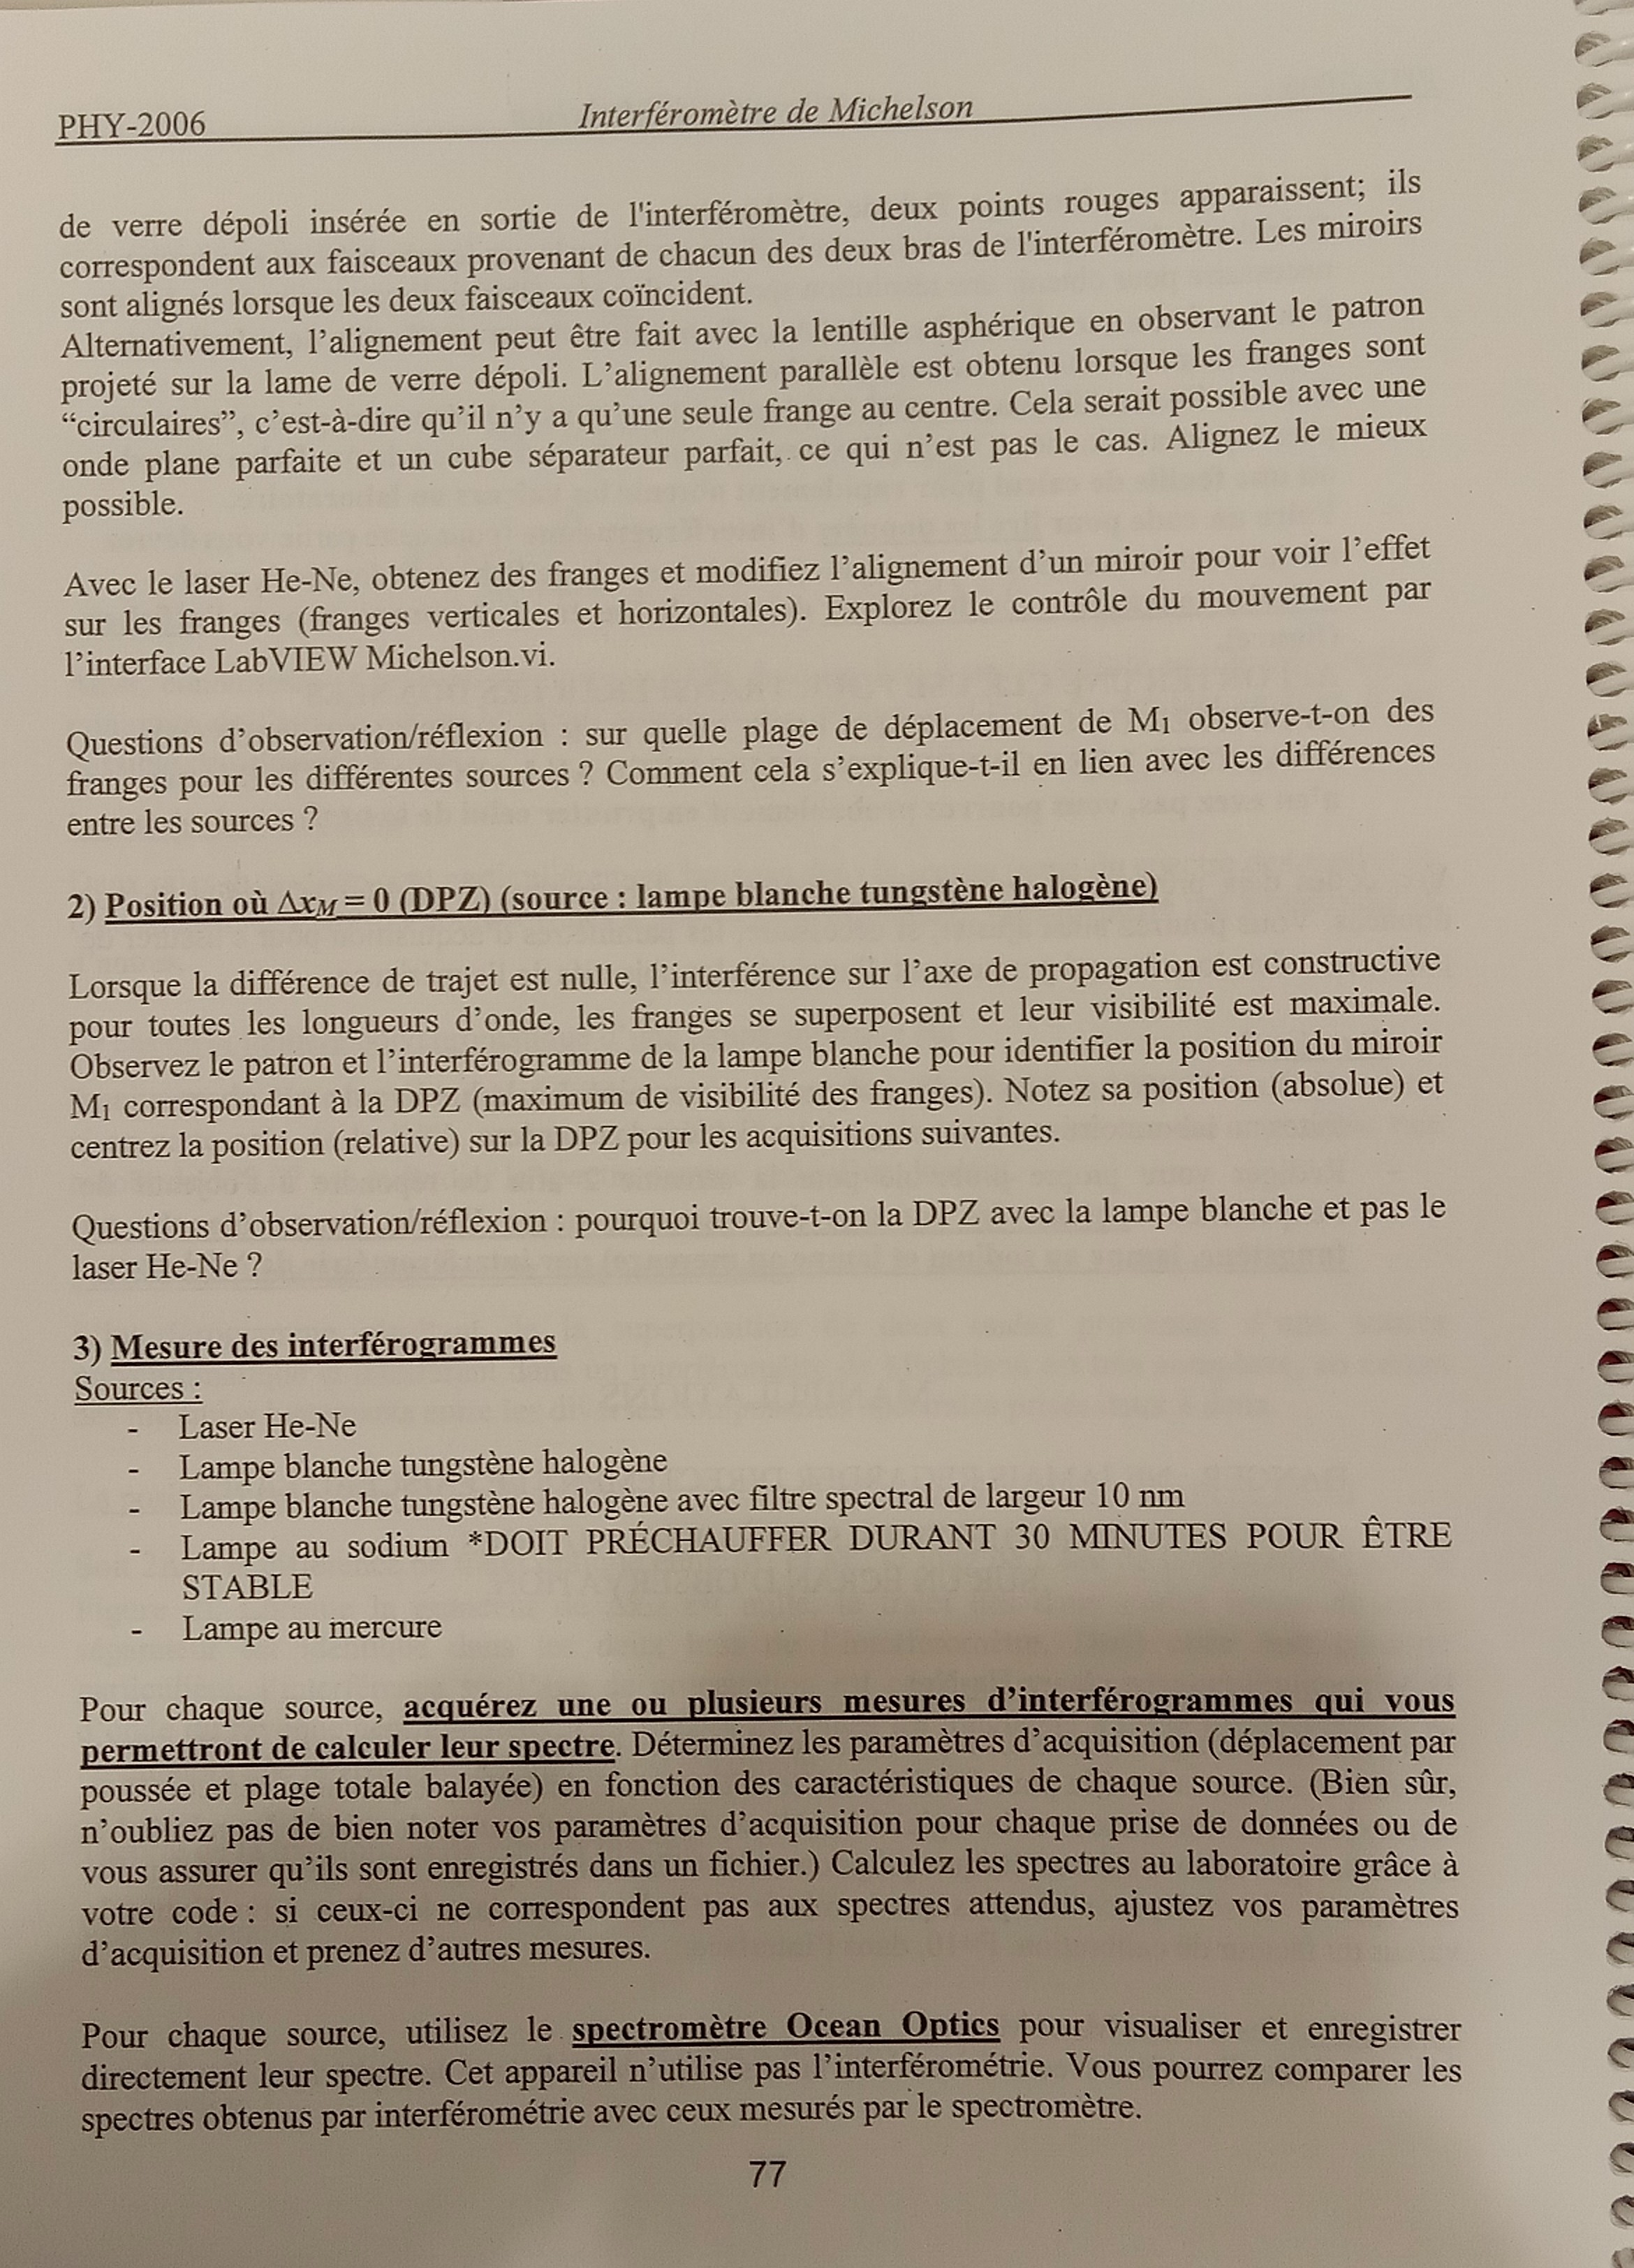 PHY-2006 Interféromètre de Michelson
de verre dépoli insérée en sortie de l'interféromètre, deux points rouges apparaissent; ils
correspondent aux faisceaux provenant de chacun des deux bras de l'interféromètre. Les miroirs
sont alignés lorsque les deux faisceaux coïncident.
Alternativement, l’alignement peut être fait avec la lentille asphérique en observant le patron
projeté sur la lame de verre dépoli. L’alignement parallèle est obtenu lorsque les franges sont
“circulaires”, c’est-à-dire qu’il n’y a qu’une seule frange au centre. Cela serait possible avec une
onde plane parfaite et un cube séparateur parfait, ce qui n’est pas le cas. Alignez le mieux
possible.
Avec le laser He-Ne, obtenez des franges et modifiez l’alignement d’un miroir pour voir l’effet
sur les franges (franges verticales et horizontales). Explorez le contrôle du mouvement par
l’interface LabVIEW Michelson.vi.
Questions d’observation/réflexion : sur quelle plage de déplacement de M₁ observe-t-on des
franges pour les différentes sources ? Comment cela s’explique-t-il en lien avec les différences
entre les sources ?
2) Position où Δx_M = 0 (DPZ) (source : lampe blanche tungstène halogène)
Lorsque la différence de trajet est nulle, l’interférence sur l’axe de propagation est constructive
pour toutes les longueurs d’onde, les franges se superposent et leur visibilité est maximale.
Observez le patron et l’interférogramme de la lampe blanche pour identifier la position du miroir
M₁ correspondant à la DPZ (maximum de visibilité des franges). Notez sa position (absolue) et
centrez la position (relative) sur la DPZ pour les acquisitions suivantes.
Questions d’observation/réflexion : pourquoi trouve-t-on la DPZ avec la lampe blanche et pas le
laser He-Ne ?
3) Mesure des interférogrammes
Sources :
- Laser He-Ne
- Lampe blanche tungstène halogène
- Lampe blanche tungstène halogène avec filtre spectral de largeur 10 nm
- Lampe au sodium *DOIT PRÉCHAUFFER DURANT 30 MINUTES POUR ÊTRE
STABLE
- Lampe au mercure
Pour chaque source, acquérez une ou plusieurs mesures d’interférogrammes qui vous
permettront de calculer leur spectre. Déterminez les paramètres d’acquisition (déplacement par
poussée et plage totale balayée) en fonction des caractéristiques de chaque source. (Bien sûr,
n’oubliez pas de bien noter vos paramètres d’acquisition pour chaque prise de données ou de
vous assurer qu’ils sont enregistrés dans un fichier.) Calculez les spectres au laboratoire grâce à
votre code : si ceux-ci ne correspondent pas aux spectres attendus, ajustez vos paramètres
d’acquisition et prenez d’autres mesures.
Pour chaque source, utilisez le spectromètre Ocean Optics pour visualiser et enregistrer
directement leur spectre. Cet appareil n’utilise pas l’interférométrie. Vous pourrez comparer les
spectres obtenus par interférométrie avec ceux mesurés par le spectromètre.
77